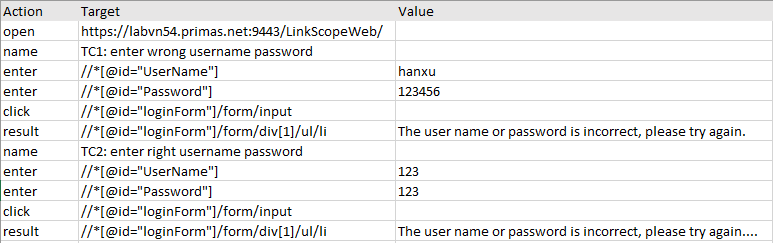 Action Target Value
open https://labvn54.primas.net:9443/LinkScopeWeb/
name TC1: enter wrong username password
enter //*[@id="UserName"] hanxu
enter //*[@id="Password"] 123456
click //*[@id="loginForm"]/form/input
result //*[@id="loginForm"]/form/div[1]/ul/li The user name or password is incorrect, please try again.
name TC2: enter right username password
enter //*[@id="UserName"] 123
enter //*[@id="Password"] 123
click //*[@id="loginForm"]/form/input
result //*[@id="loginForm"]/form/div[1]/ul/li The user name or password is incorrect, please try again....